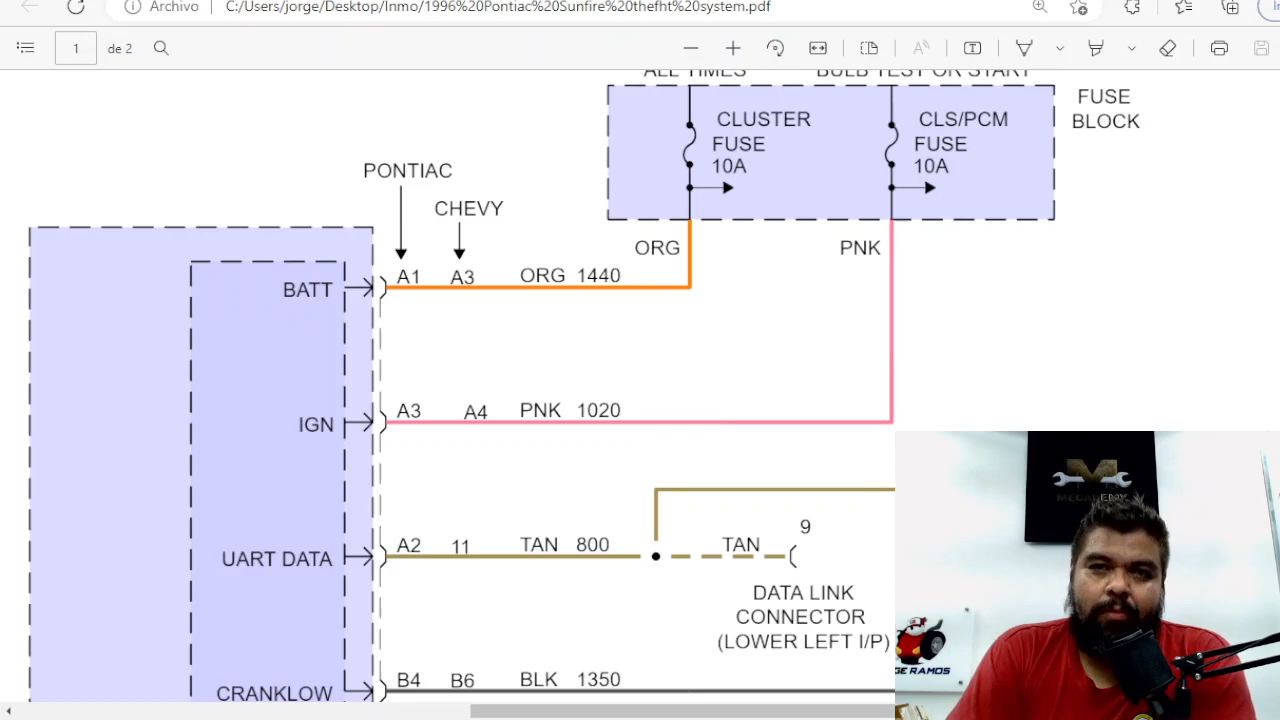 Archivo
C:/Users/jorge/Desktop/Inmo/1996%20Pontiac%20Sunfire%20thefht%20system.pdf
1 de 2
ALL TIMES
BULB TEST OR START
CLUSTER
FUSE
10A
CLS/PCM
FUSE
10A
FUSE
BLOCK
PONTIAC
CHEVY
ORG
PNK
BATT
A1 A3 ORG 1440
IGN
A3 A4 PNK 1020
9
UART DATA
A2 11 TAN 800
TAN
DATA LINK
CONNECTOR
(LOWER LEFT I/P)
CRANKLOW
B4 B6 BLK 1350
M
GE RAMOS